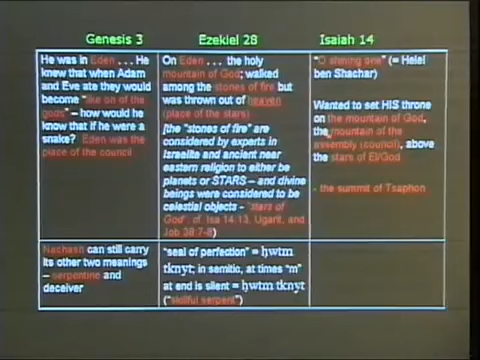 Genesis 3
Ezekiel 28
Isaiah 14
He was in Eden . . . He
knew that when Adam
and Eve ate they would
become "like on of the
gods" – how would he
know that if he were a
snake? Eden was the
place of the council
On Eden . . . the holy
mountain of God; walked
among the stones of fire but
was thrown out of heaven
(place of the stars)
[the "stones of fire" are
considered by experts in
Israelite and ancient near
eastern religion to either be
planets or STARS – and divine
beings were considered to be
celestial objects - "stars of
God" cf. Isa 14:13, Ugarit, and
Job 38:7-8)
"O shining one" (= Helel
ben Shachar)
Wanted to set HIS throne
on the mountain of God,
the mountain of the
assembly (council), above
the stars of El/God
- the summit of Tsaphon
Nachash can still carry
its other two meanings
– serpentine and
deceiver
"seal of perfection" = ḥwtm
tknyt; in semitic, at times "m"
at end is silent = ḥwtm tknyt
("skillful serpent")